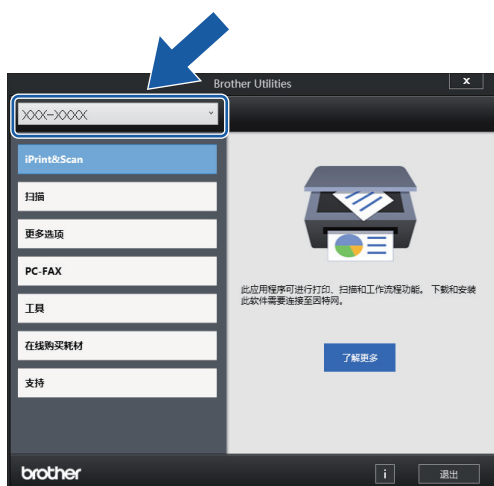 Brother Utilities
X
XXX-XXXX
iPrint&Scan
扫描
更多选项
PC-FAX
工具
在线购买耗材
支持
此应用程序可进行打印、扫描和工作流程功能。 下载和安装
此软件需要连接至因特网。
了解更多
brother
i
退出